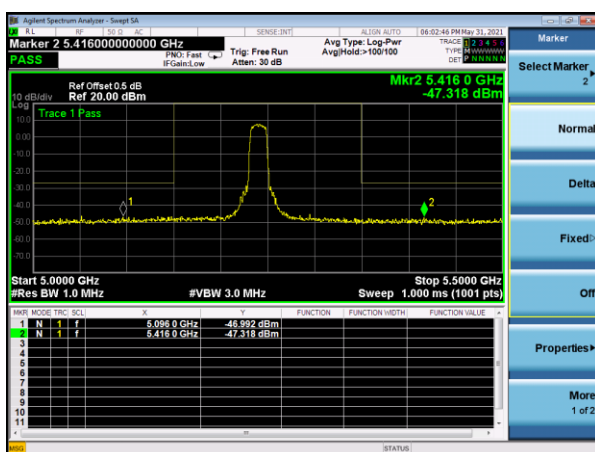 Agilent Spectrum Analyzer - Swept SA
RL RF 50 Ω AC SENSE:INT ALIGN AUTO 06:02:46 PM May 31, 2021
Marker 2 5.416000000000 GHz
PASS
PNO: Fast
IFGain:Low
Trig: Free Run
Atten: 30 dB
Avg Type: Log-Pwr
Avg|Hold:>100/100
TRACE 1 2 3 4 5 6
TYPE MWWWWW
DET P NNNNN
Mkr2 5.416 0 GHz
-47.318 dBm
Ref Offset 0.5 dB
10 dB/div Ref 20.00 dBm
Log
Trace 1 Pass
10.0
0.00
-10.0
-20.0
-30.0
-40.0
-50.0
-60.0
-70.0
1
2
Start 5.0000 GHz Stop 5.5000 GHz
#Res BW 1.0 MHz #VBW 3.0 MHz Sweep 1.000 ms (1001 pts)
MKR MODE TRC SCL X Y FUNCTION FUNCTION WIDTH FUNCTION VALUE
1 N 1 f 5.096 0 GHz -46.992 dBm
2 N 1 f 5.416 0 GHz -47.318 dBm
3
4
5
6
7
8
9
10
11
MSG STATUS
Marker
Select Marker
2
Normal
Delta
Fixed
Off
Properties
More
1 of 2